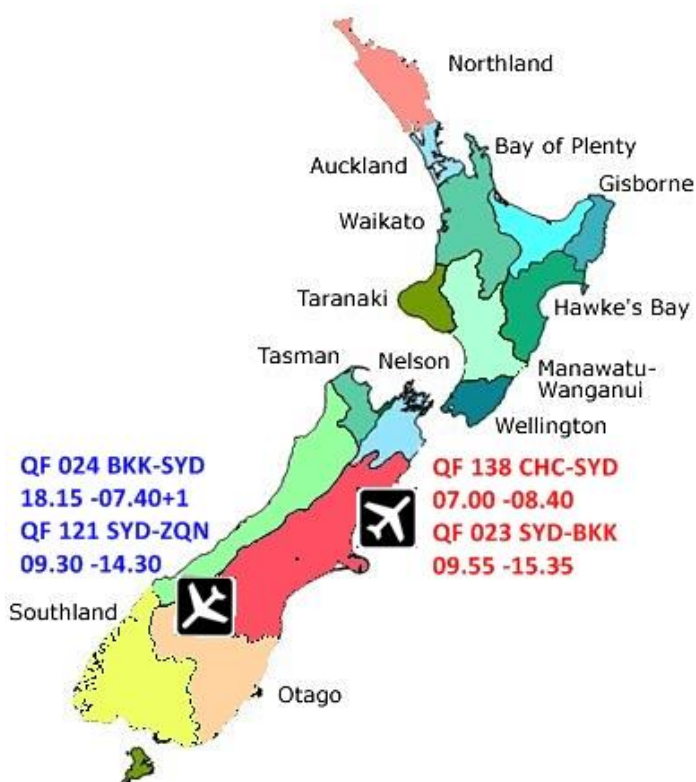 Northland
Auckland
Bay of Plenty
Gisborne
Waikato
Taranaki
Hawke's Bay
Tasman
Nelson
Manawatu-
Wanganui
Wellington
QF 024 BKK-SYD
18.15 -07.40+1
QF 121 SYD-ZQN
09.30 -14.30
QF 138 CHC-SYD
07.00 -08.40
QF 023 SYD-BKK
09.55 -15.35
Southland
Otago